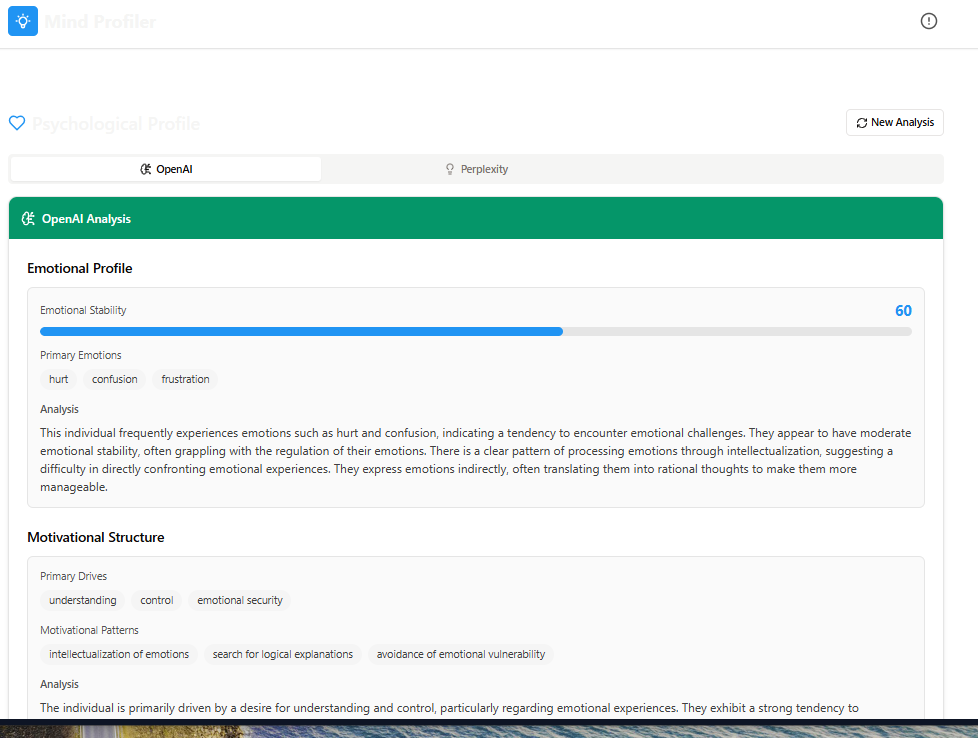 Mind Profiler
Psychological Profile
New Analysis
OpenAI
Perplexity
OpenAI Analysis
Emotional Profile
Emotional Stability
60
Primary Emotions
hurt
confusion
frustration
Analysis
This individual frequently experiences emotions such as hurt and confusion, indicating a tendency to encounter emotional challenges. They appear to have moderate
emotional stability, often grappling with the regulation of their emotions. There is a clear pattern of processing emotions through intellectualization, suggesting a
difficulty in directly confronting emotional experiences. They express emotions indirectly, often translating them into rational thoughts to make them more
manageable.
Motivational Structure
Primary Drives
understanding
control
emotional security
Motivational Patterns
intellectualization of emotions
search for logical explanations
avoidance of emotional vulnerability
Analysis
The individual is primarily driven by a desire for understanding and control, particularly regarding emotional experiences. They exhibit a strong tendency to